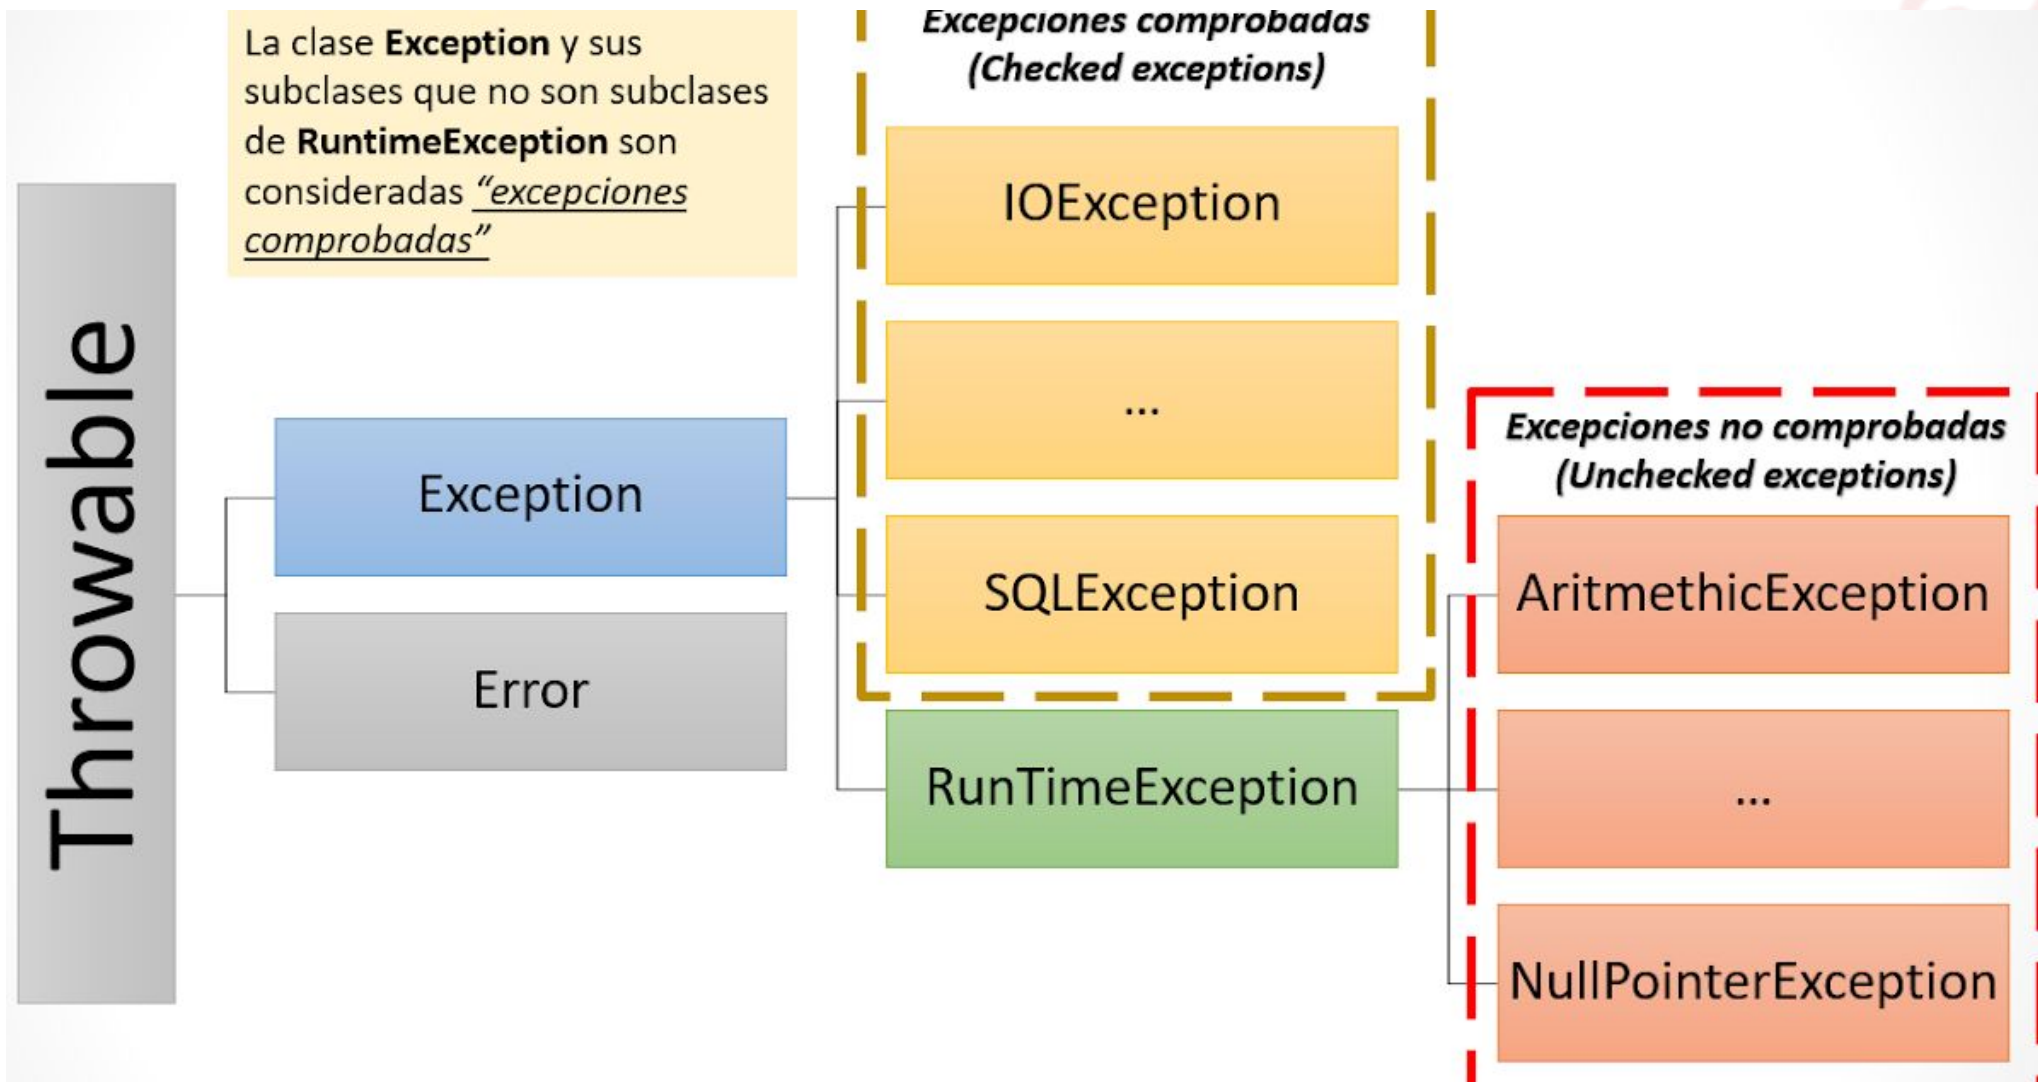 La clase Exception y sus
subclases que no son subclases
de RuntimeException son
consideradas “excepciones
comprobadas”
Excepciones comprobadas
(Checked exceptions)
Throwable
Exception
Error
IOException
...
SQLException
RunTimeException
Excepciones no comprobadas
(Unchecked exceptions)
AritmethicException
...
NullPointerException